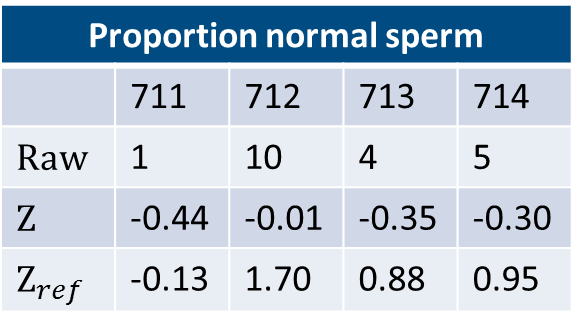 Proportion normal sperm
711 712 713 714
Raw 1 10 4 5
Z -0.44 -0.01 -0.35 -0.30
Zref -0.13 1.70 0.88 0.95